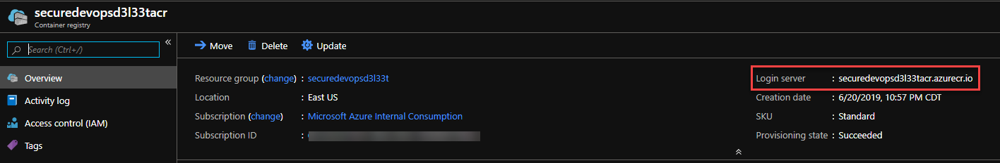 securedevopsd3l33tacr
Container registry
Search (Ctrl+/)
«
Overview
Activity log
Access control (IAM)
Tags
Move Delete Update
Resource group (change) : securedevopsd3l33t
Location : East US
Subscription (change) : Microsoft Azure Internal Consumption
Subscription ID :
Login server : securedevopsd3l33tacr.azurecr.io
Creation date : 6/20/2019, 10:57 PM CDT
SKU : Standard
Provisioning state : Succeeded